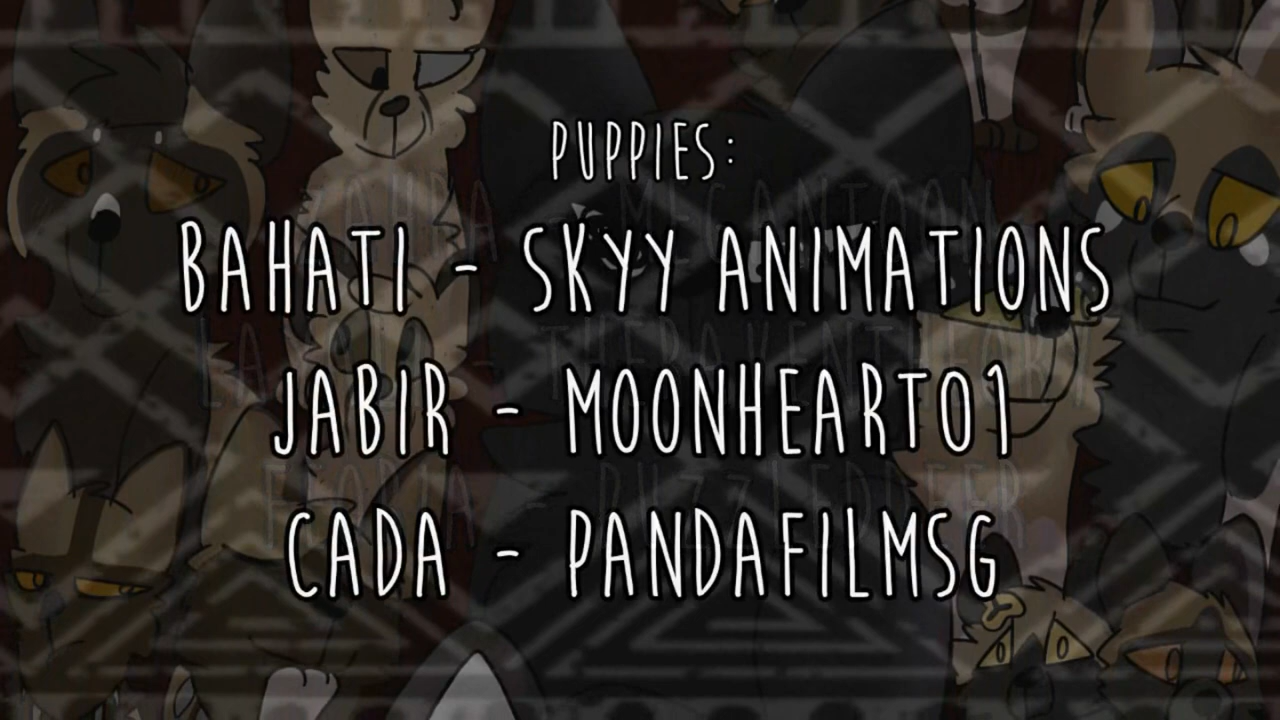 PUPPIES:
BAHATI - SKYY ANIMATIONS
JABIR - MOONHEART01
CADA - PANDAFILMSG